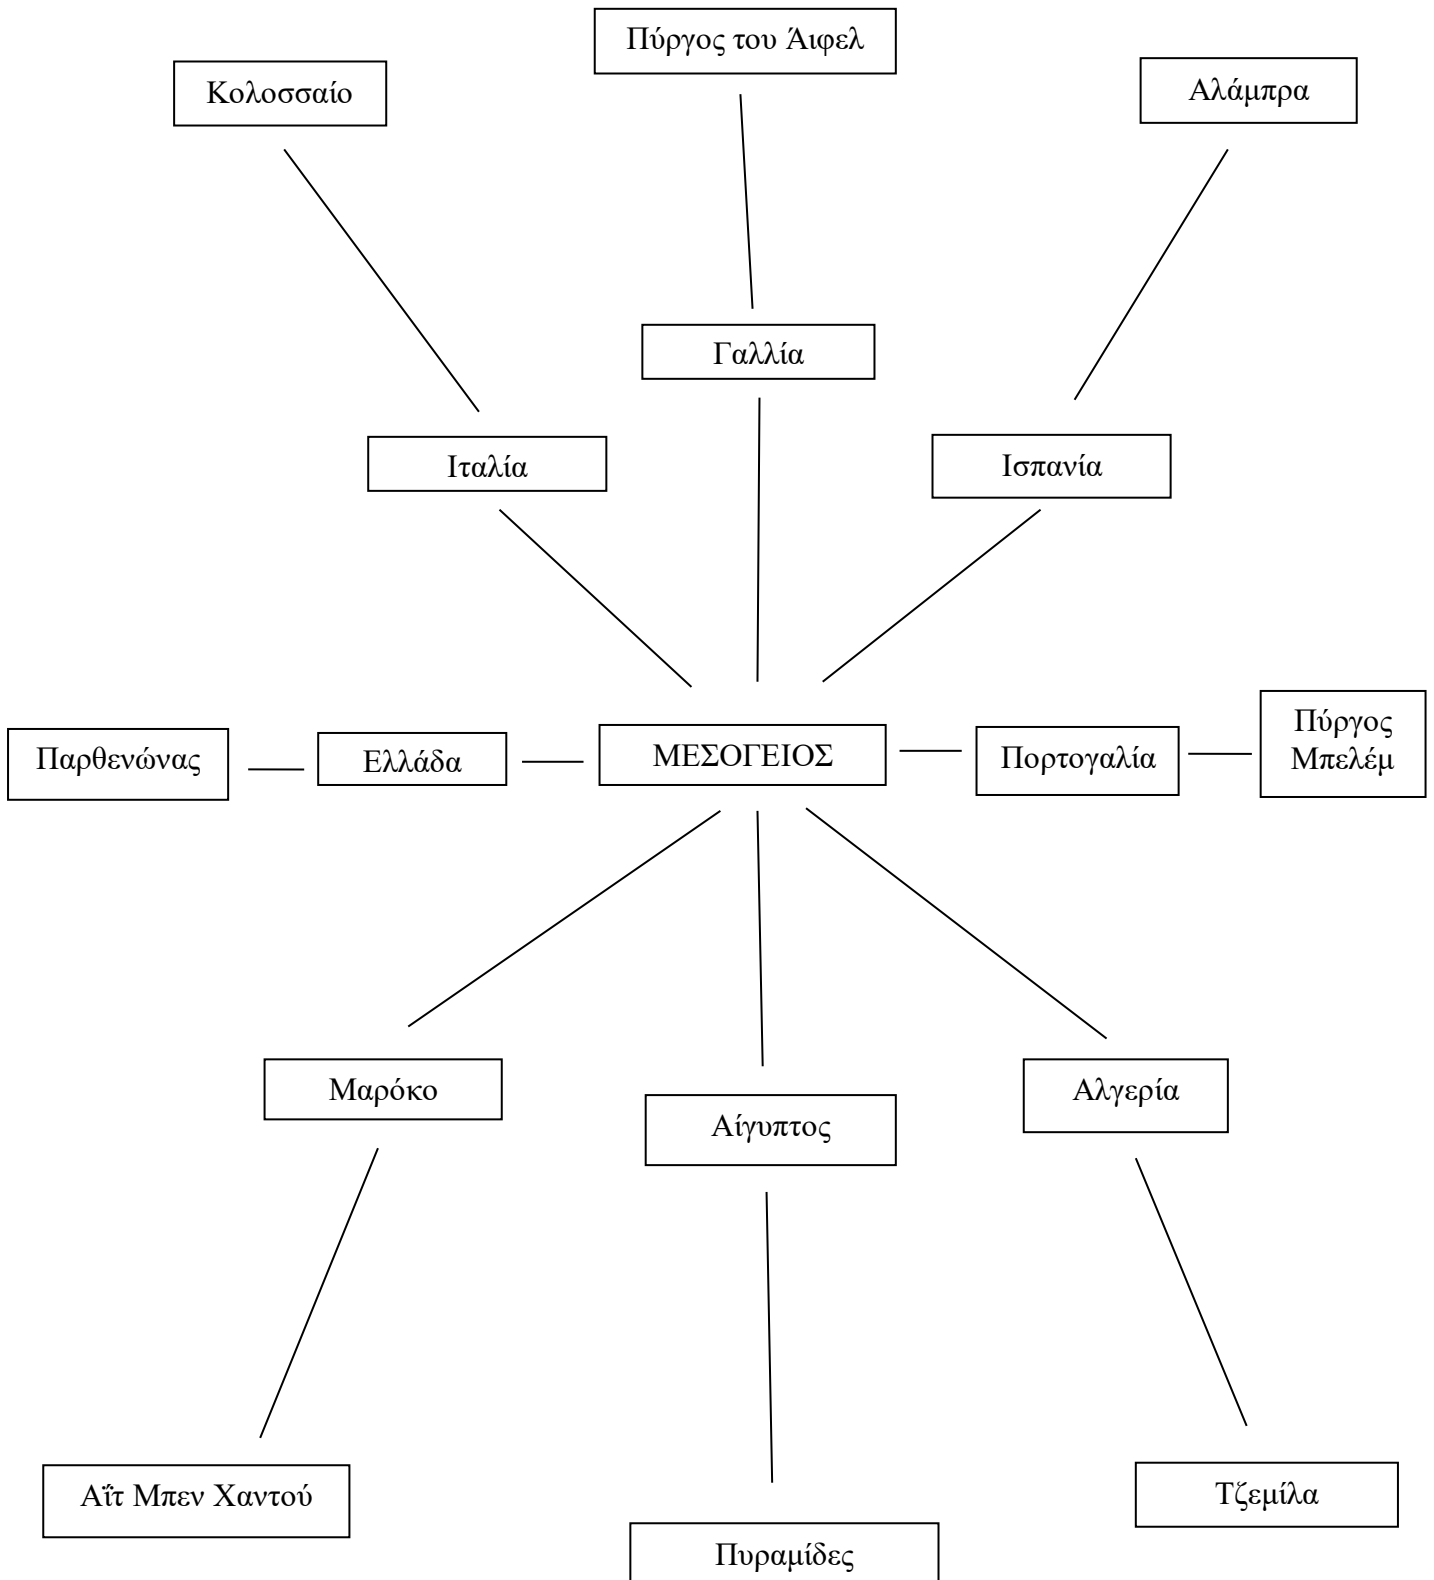 Πύργος του Άιφελ
Κολοσσαίο
Αλάμπρα
Γαλλία
Ιταλία
Ισπανία
Παρθενώνας
Ελλάδα
ΜΕΣΟΓΕΙΟΣ
Πορτογαλία
Πύργος
Μπελέμ
Μαρόκο
Αίγυπτος
Αλγερία
Αΐτ Μπεν Χαντού
Τζεμίλα
Πυραμίδες